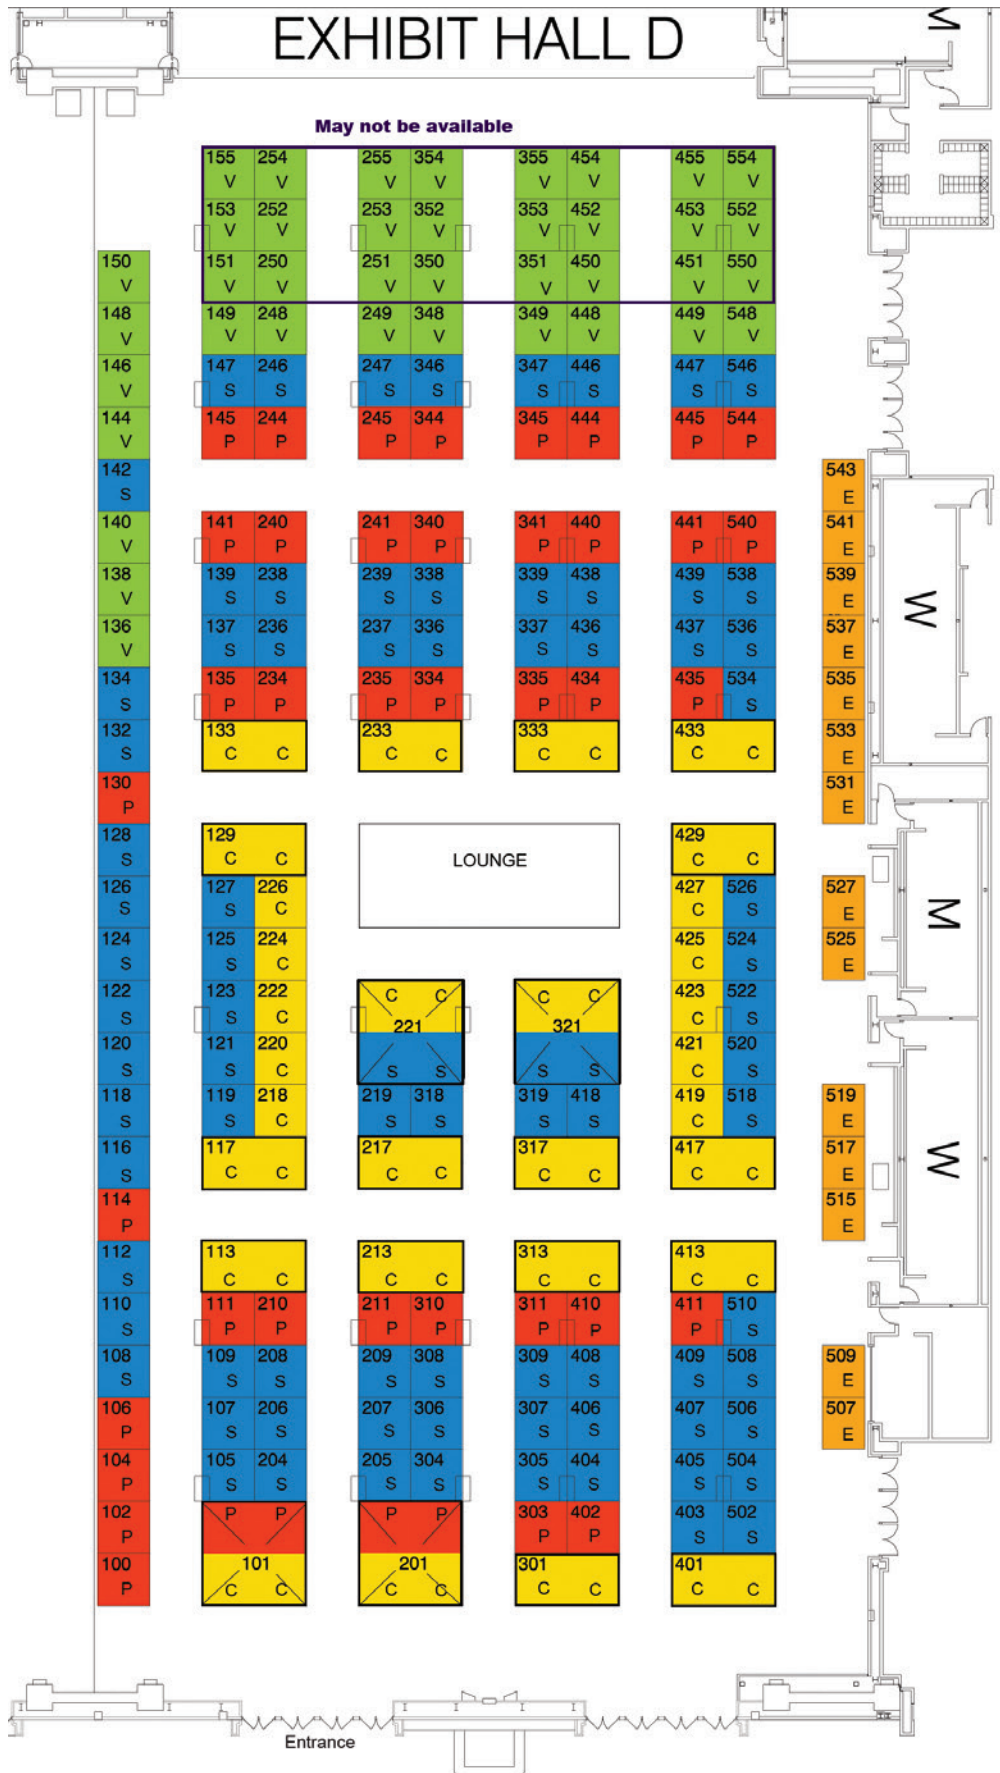 EXHIBIT HALL D
M
May not be available
155 254 255 354 355 454 455 554
V V V V V V V V
153 252 253 352 353 452 453 552
V V V V V V V V
150 151 250 251 350 351 450 451 550
V V V V V V V V V
148 149 248 249 348 349 448 449 548
V V V V V V V V V
146 147 246 247 346 347 446 447 546
V S S S S S S S S
144 145 244 245 344 345 444 445 544
V P P P P P P P P
142 543
S E
140 141 240 241 340 341 440 441 540 541
V P P P P P P P P E
138 139 238 239 338 339 438 439 538 539
V S S S S S S S S E
W
136 137 236 237 336 337 436 437 536 537
V S S S S S S S S E
134 135 234 235 334 335 434 435 534 535
S P P P P P P P S E
132 133 233 333 433 533
S C C C C C C C C E
130 531
P E
128 129 LOUNGE 429
S C C C C
126 127 226 427 526 527
S S C C S E
M
124 125 224 425 524 525
S S C C S E
122 123 222 C C C C 423 522
S S C 221 321 C S
120 121 220 421 520
S S C S S S S C S
118 119 218 219 318 319 418 419 518 519
S S C S S S S C S E
116 117 217 317 417 517
S C C C C C C C C E
W
114 515
P E
112 113 213 313 413
S C C C C C C C C
110 111 210 211 310 311 410 411 510
S P P P P P P P S
108 109 208 209 308 309 408 409 508 509
S S S S S S S S S E
106 107 206 207 306 307 406 407 506 507
P S S S S S S S S E
104 105 204 205 304 305 404 405 504
P S S S S S S S S
102 P P P P 303 402 403 502
P P P S S
100 101 201 301 401
P C C C C C C C C
Entrance